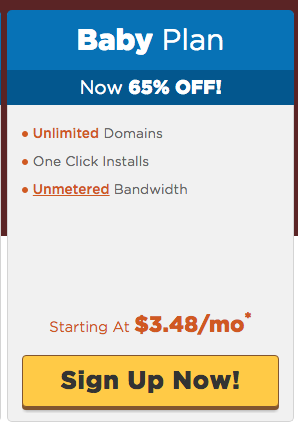 Baby Plan
Now 65% OFF!
• Unlimited Domains
• One Click Installs
• Unmetered Bandwidth
Starting At $3.48/mo*
Sign Up Now!